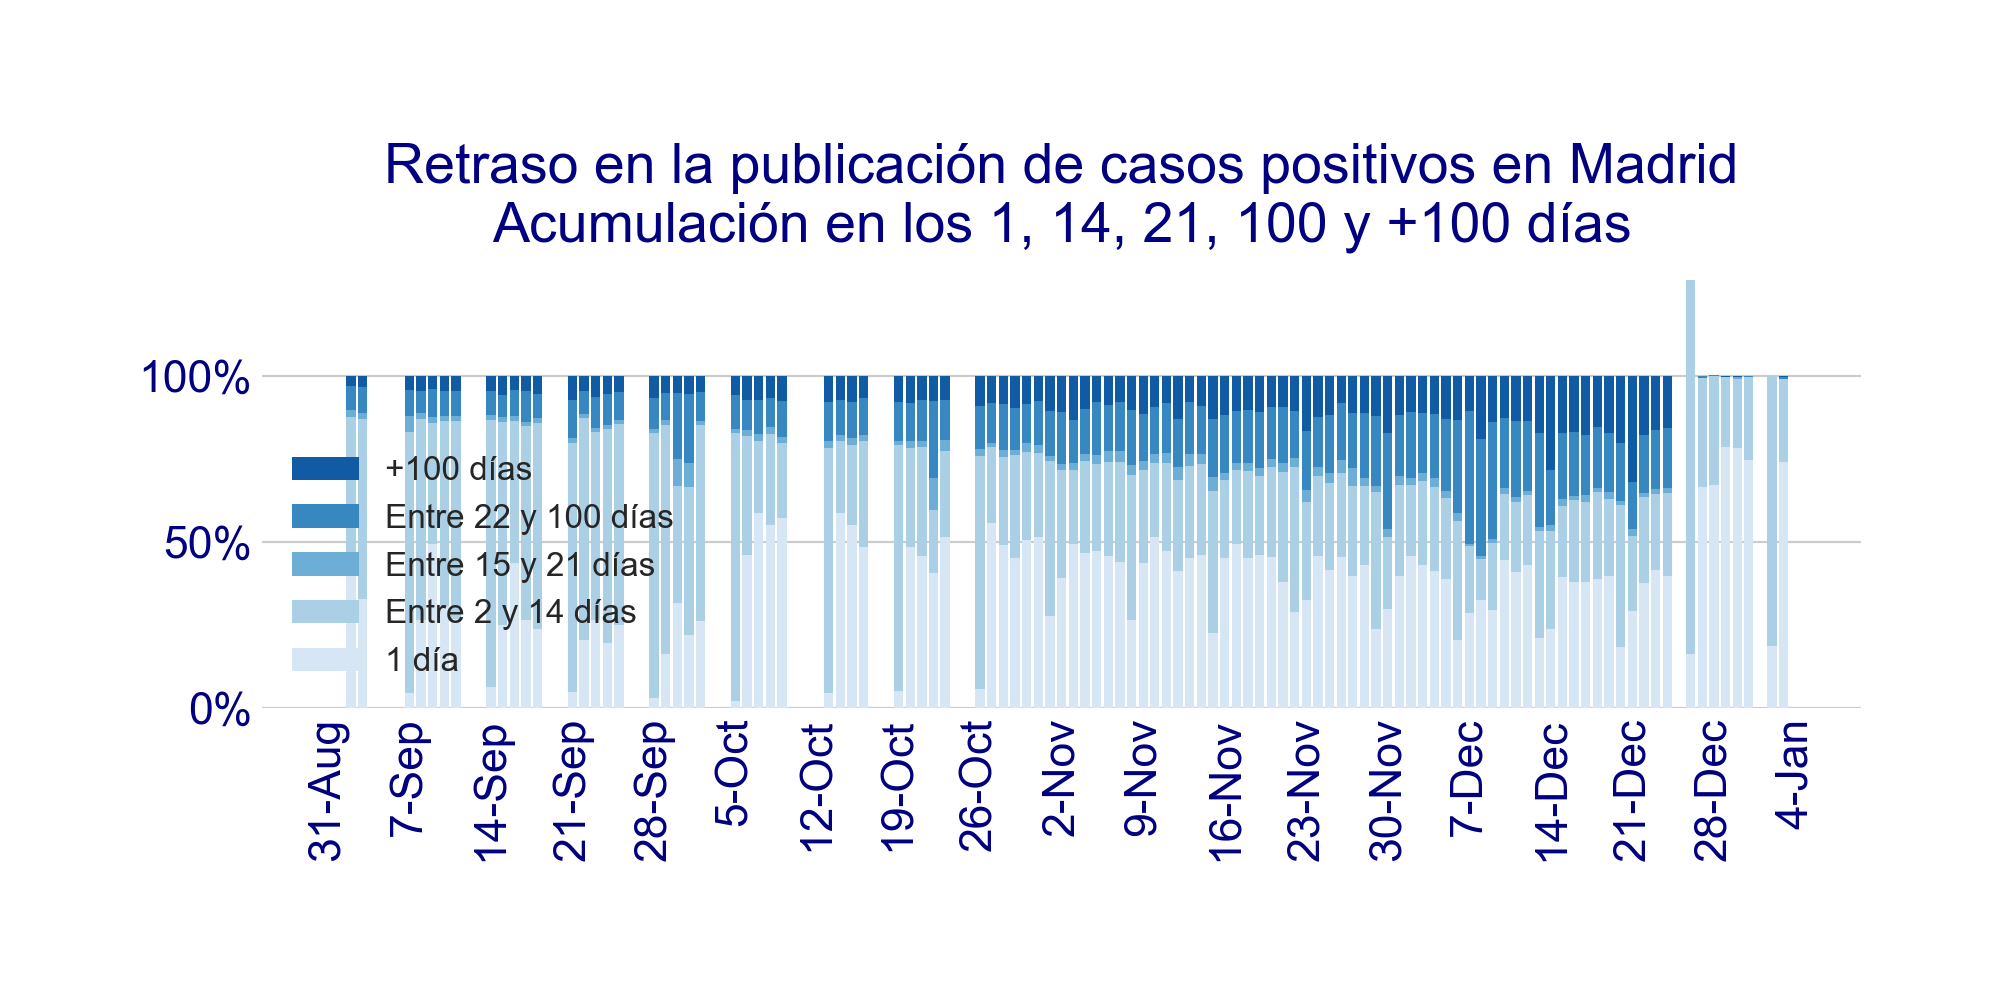 Retraso en la publicación de casos positivos en Madrid
Acumulación en los 1, 14, 21, 100 y +100 días
100%
50%
0%
+100 días
Entre 22 y 100 días
Entre 15 y 21 días
Entre 2 y 14 días
1 día
31-Aug
7-Sep
14-Sep
21-Sep
28-Sep
5-Oct
12-Oct
19-Oct
26-Oct
2-Nov
9-Nov
16-Nov
23-Nov
30-Nov
7-Dec
14-Dec
21-Dec
28-Dec
4-Jan